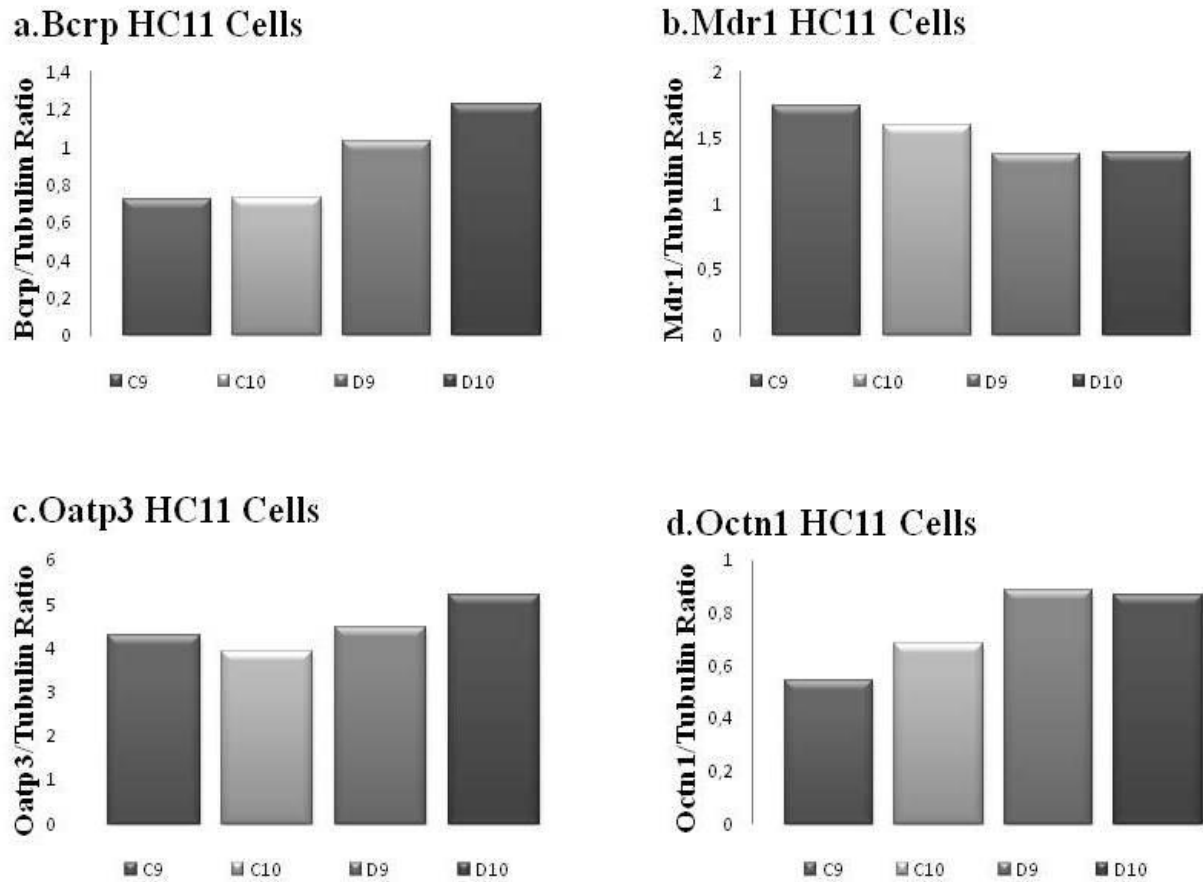 a.Bcrp HC11 Cells
Bcrp/Tubulin Ratio
1,4
1,2
1
0,8
0,6
0,4
0,2
0
C9 C10 D9 D10
b.Mdr1 HC11 Cells
Mdr1/Tubulin Ratio
2
1,5
1
0,5
0
C9 C10 D9 D10
c.Oatp3 HC11 Cells
Oatp3/Tubulin Ratio
6
5
4
3
2
1
0
C9 C10 D9 D10
d.Octn1 HC11 Cells
Octn1/Tubulin Ratio
1
0,8
0,6
0,4
0,2
0
C9 C10 D9 D10